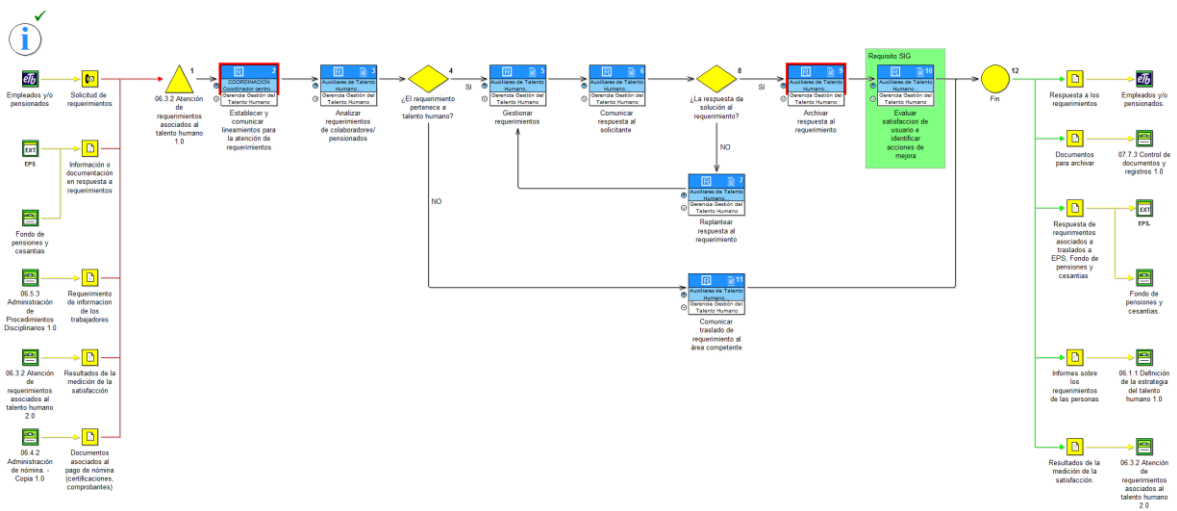 Empleados y/o
pensionados
Solicitud de
requerimientos
EXT
EPS
Información o
documentación
en respuesta a
requerimientos
Fondo de
pensiones y
cesantias
06.5.3
Administración
de
Procedimientos
Disciplinarios 1.0
Requerimiento
de informacion
de los
trabajadores
06.3.2 Atención
de
requerimientos
asociados al
talento humano
2.0
Resultados de la
medición de la
satisfacción
06.4.2
Administración
de nómina. -
Copia 1.0
Documentos
asociados al
pago de nómina
(certificaciones,
comprobantes)
1
06.3.2 Atención
de
requerimientos
asociados al
talento humano
1.0
R 2
COORDINACIÓN
Gerencia Gestión del
Talento Humano
Establecer y
comunicar
lineamientos para
la atención de
requerimientos
R 3
Auxiliares de Talento
Humano...
Gerencia Gestión del
Talento Humano
Analizar
requerimientos
de colaboradores/
pensionados
4
¿El requerimiento
pertenece a
talento humano?
SI
NO
R 5
Auxiliares de Talento
Humano...
Gerencia Gestión del
Talento Humano
Gestionar
requerimientos
R 6
Auxiliares de Talento
Humano...
Gerencia Gestión del
Talento Humano
Comunicar
respuesta al
solicitante
8
¿La respuesta da
solución al
requerimiento?
SI
NO
R 7
Auxiliares de Talento
Humano...
Gerencia Gestión del
Talento Humano
Replantear
respuesta al
requerimiento
R 11
Auxiliares de Talento
Humano...
Gerencia Gestión del
Talento Humano
Comunicar
traslado de
requerimiento al
área competente
R 9
Auxiliares de Talento
Humano...
Gerencia Gestión del
Talento Humano
Archivar
respuesta al
requerimiento
Requisito SIG
R 10
Auxiliares de Talento
Humano...
Gerencia Gestión del
Talento Humano
Evaluar
satisfaccion de
usuario e
identificar
acciones de
mejora
12
Fin
Respuesta a los
requerimientos
Empleados y/o
pensionados.
Documentos
para archivar
07.7.3 Control de
documentos y
registros 1.0
Respuesta de
requirimientos
asociados a
traslados a
EPS, Fondo de
pensiones y
cesantias
EXT
EPS.
Fondo de
pensiones y
cesantias.
Informes sobre
los
requerimientos
de las personas
06.1.1 Definición
de la estrategia
del talento
humano 1.0
Resultados de la
medición de la
satisfacción.
06.3.2 Atención
de
requerimientos
asociados al
talento humano
2.0